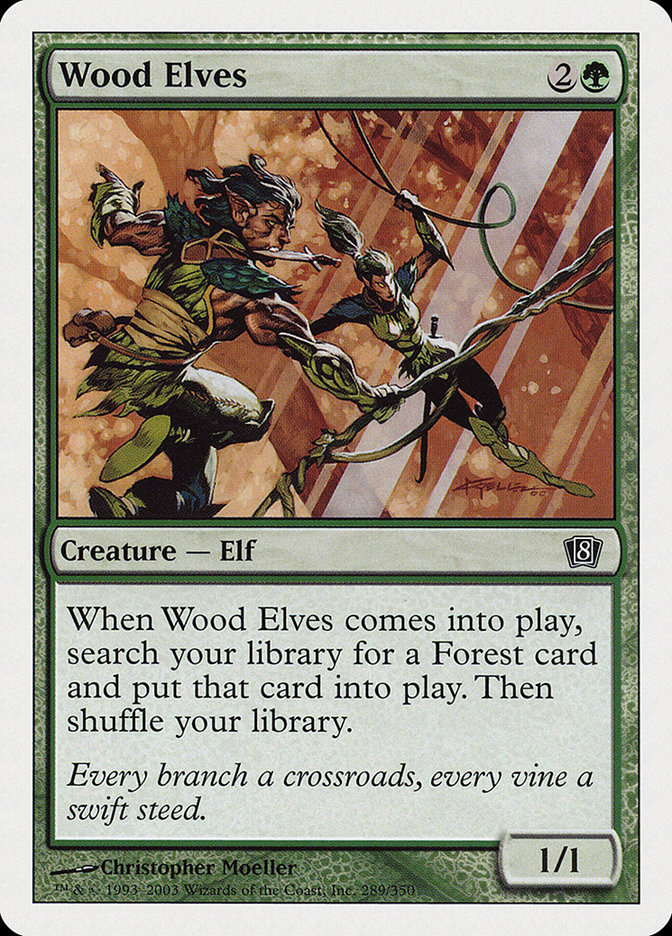 Wood Elves 2
Creature — Elf 8
When Wood Elves comes into play,
search your library for a Forest card
and put that card into play. Then
shuffle your library.
Every branch a crossroads, every vine a
swift steed.
1/1
Christopher Moeller
™ & © 1993–2003 Wizards of the Coast, Inc. 289/350